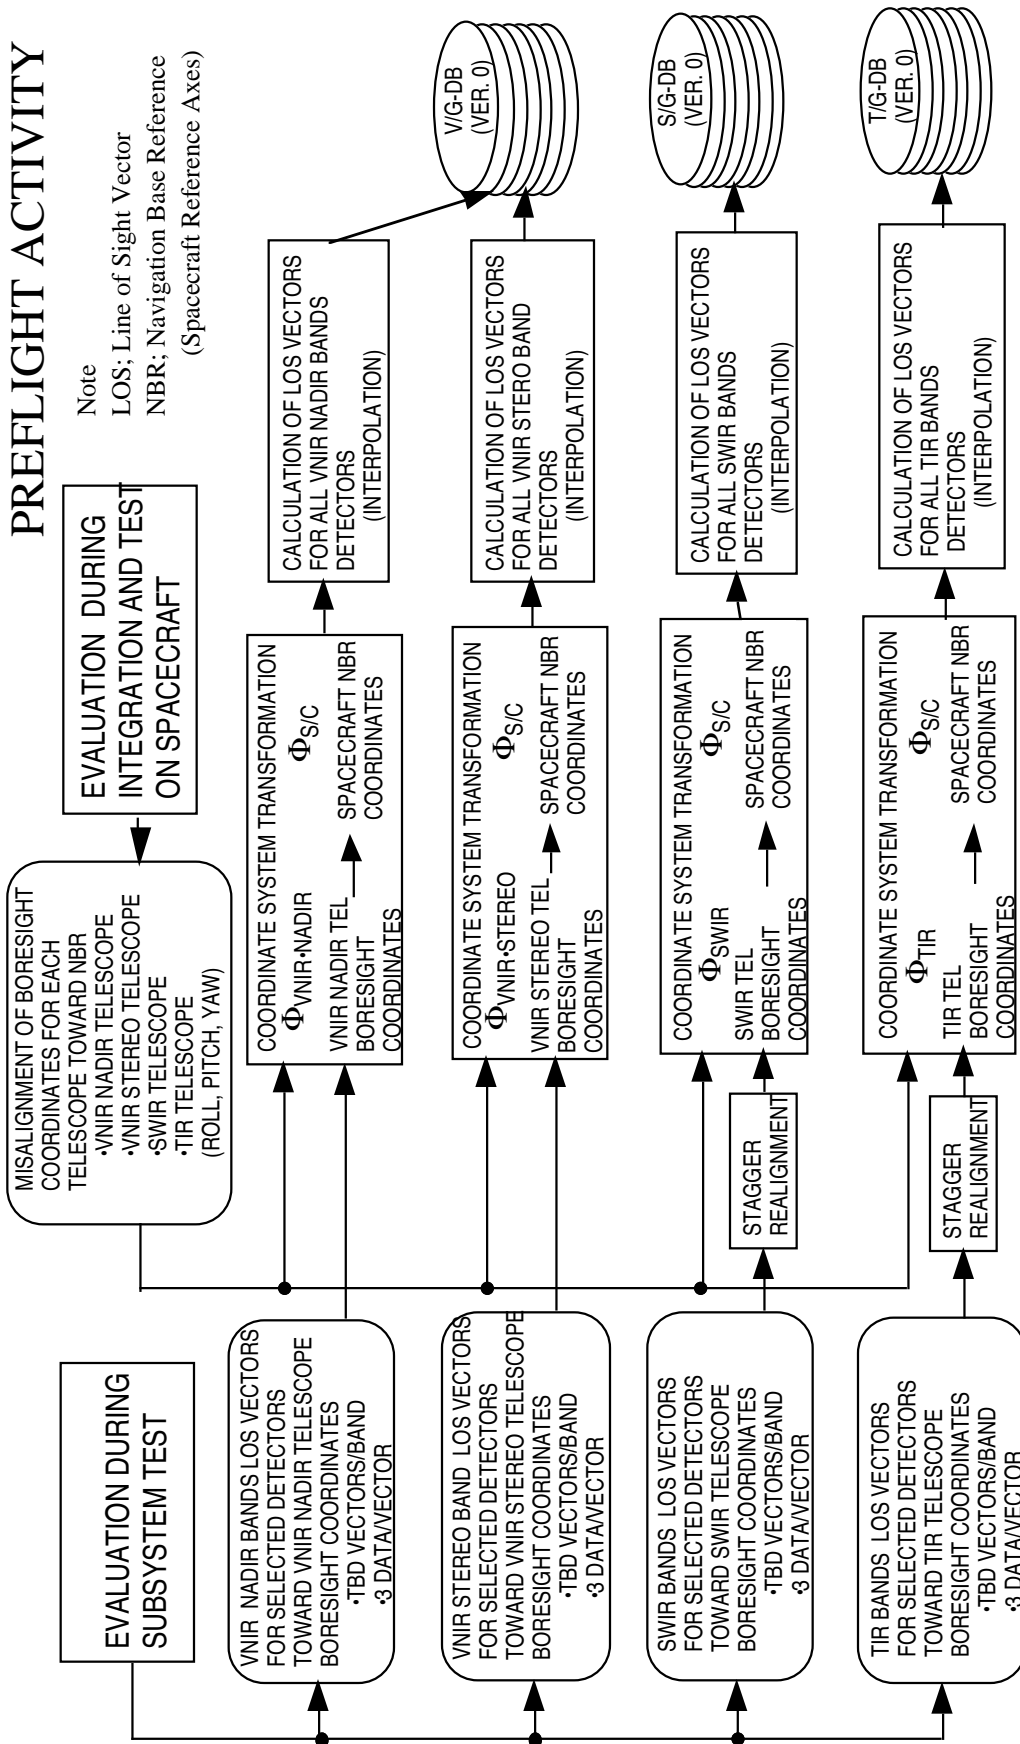 PREFLIGHT ACTIVITY
Note
LOS; Line of Sight Vector
NBR; Navigation Base Reference
(Spacecraft Reference Axes)
EVALUATION DURING
SUBSYSTEM TEST
EVALUATION DURING
INTEGRATION AND TEST
ON SPACECRAFT
MISALIGNMENT OF BORESIGHT
COORDINATES FOR EACH
TELESCOPE TOWARD NBR
•VNIR NADIR TELESCOPE
•VNIR STEREO TELESCOPE
•SWIR TELESCOPE
•TIR TELESCOPE
(ROLL, PITCH, YAW)
VNIR NADIR BANDS LOS VECTORS
FOR SELECTED DETECTORS
TOWARD VNIR NADIR TELESCOPE
BORESIGHT COORDINATES
•TBD VECTORS/BAND
•3 DATA/VECTOR
COORDINATE SYSTEM TRANSFORMATION
ΦVNIR•NADIR ΦS/C
VNIR NADIR TEL
BORESIGHT
COORDINATES
SPACECRAFT NBR
COORDINATES
CALCULATION OF LOS VECTORS
FOR ALL VNIR NADIR BANDS
DETECTORS
(INTERPOLATION)
V/G-DB
(VER. 0)
VNIR STEREO BAND LOS VECTORS
FOR SELECTED DETECTORS
TOWARD VNIR STEREO TELESCOPE
BORESIGHT COORDINATES
•TBD VECTORS/BAND
•3 DATA/VECTOR
COORDINATE SYSTEM TRANSFORMATION
ΦVNIR•STEREO ΦS/C
VNIR STEREO TEL
BORESIGHT
COORDINATES
SPACECRAFT NBR
COORDINATES
CALCULATION OF LOS VECTORS
FOR ALL VNIR STERO BAND
DETECTORS
(INTERPOLATION)
SWIR BANDS LOS VECTORS
FOR SELECTED DETECTORS
TOWARD SWIR TELESCOPE
BORESIGHT COORDINATES
•TBD VECTORS/BAND
•3 DATA/VECTOR
STAGGER
REALIGNMENT
COORDINATE SYSTEM TRANSFORMATION
ΦSWIR ΦS/C
SWIR TEL
BORESIGHT
COORDINATES
SPACECRAFT NBR
COORDINATES
CALCULATION OF LOS VECTORS
FOR ALL SWIR BANDS
DETECTORS
(INTERPOLATION)
S/G-DB
(VER. 0)
TIR BANDS LOS VECTORS
FOR SELECTED DETECTORS
TOWARD TIR TELESCOPE
BORESIGHT COORDINATES
•TBD VECTORS/BAND
•3 DATA/VECTOR
STAGGER
REALIGNMENT
COORDINATE SYSTEM TRANSFORMATION
ΦTIR ΦS/C
TIR TEL
BORESIGHT
COORDINATES
SPACECRAFT NBR
COORDINATES
CALCULATION OF LOS VECTORS
FOR ALL TIR BANDS
DETECTORS
(INTERPOLATION)
T/G-DB
(VER. 0)